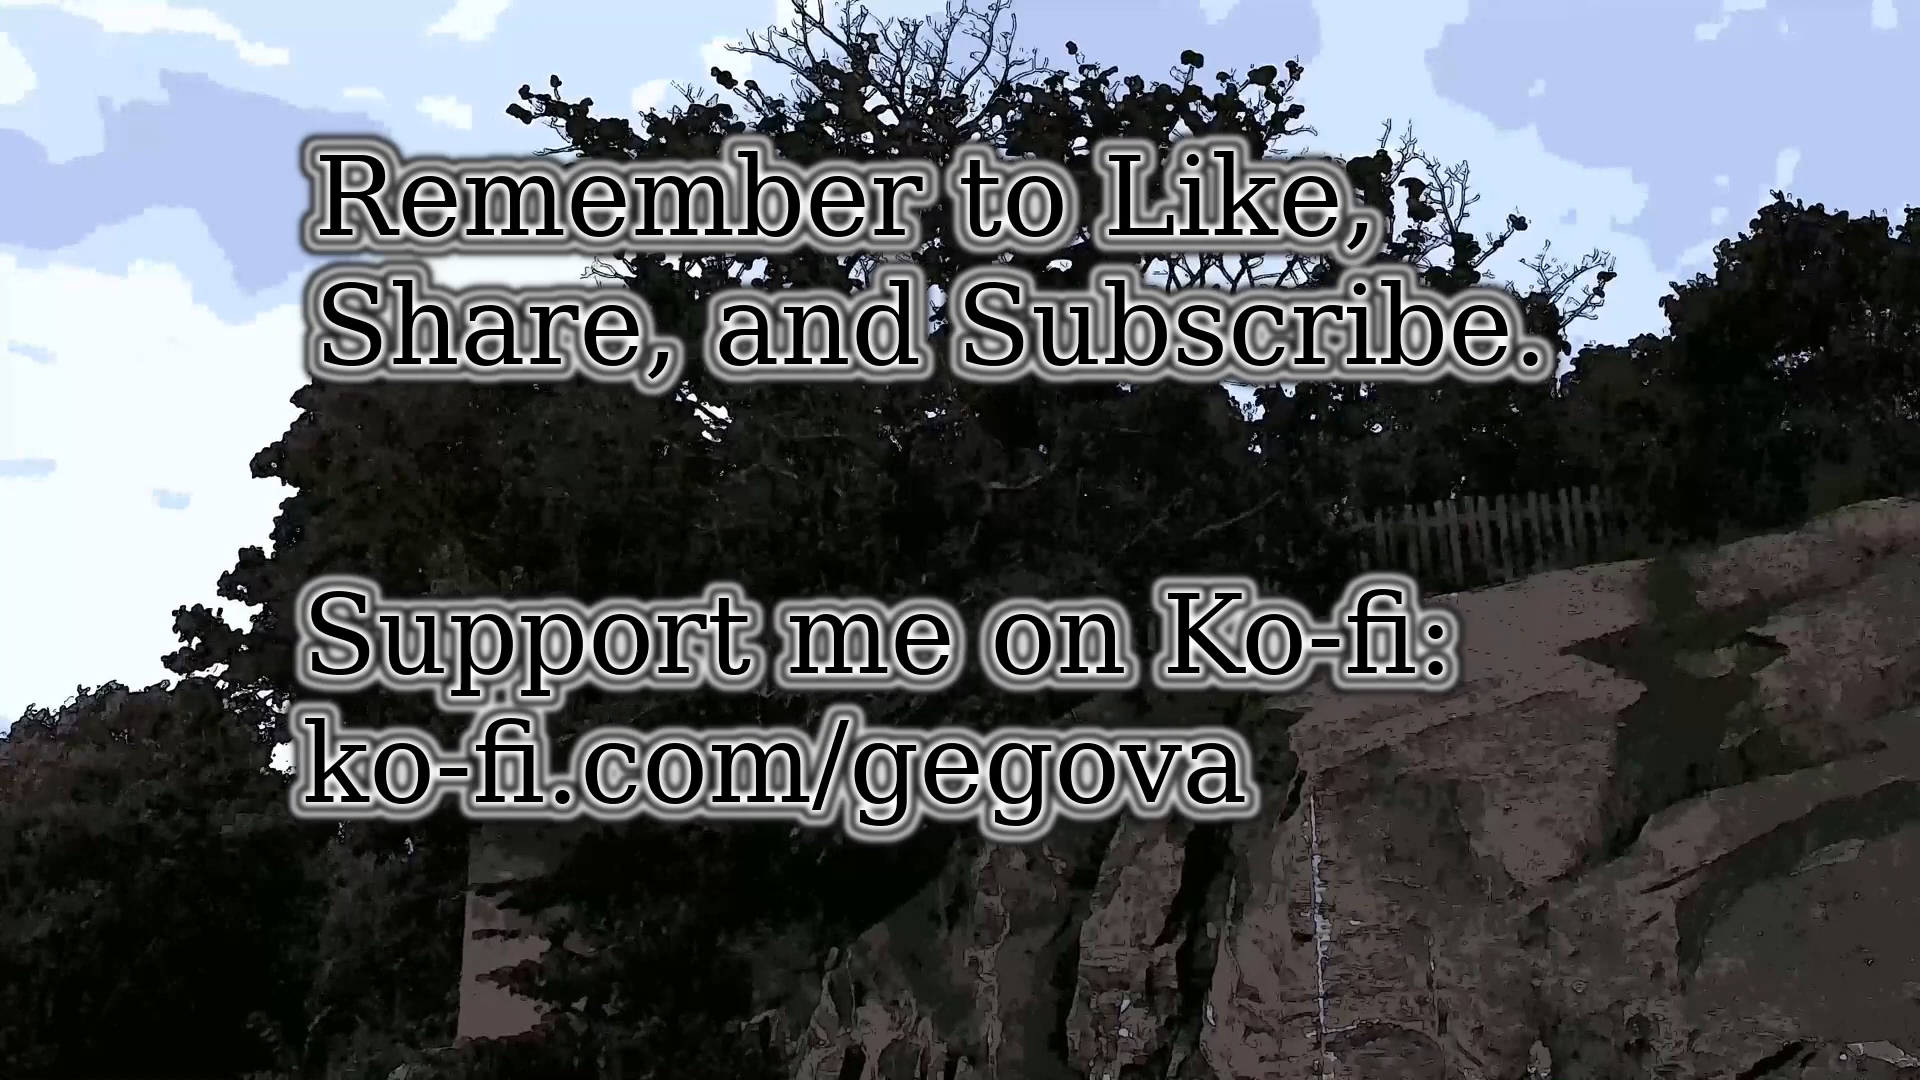 Remember to Like,
Share, and Subscribe.
Support me on Ko-fi:
ko-fi.com/gegova